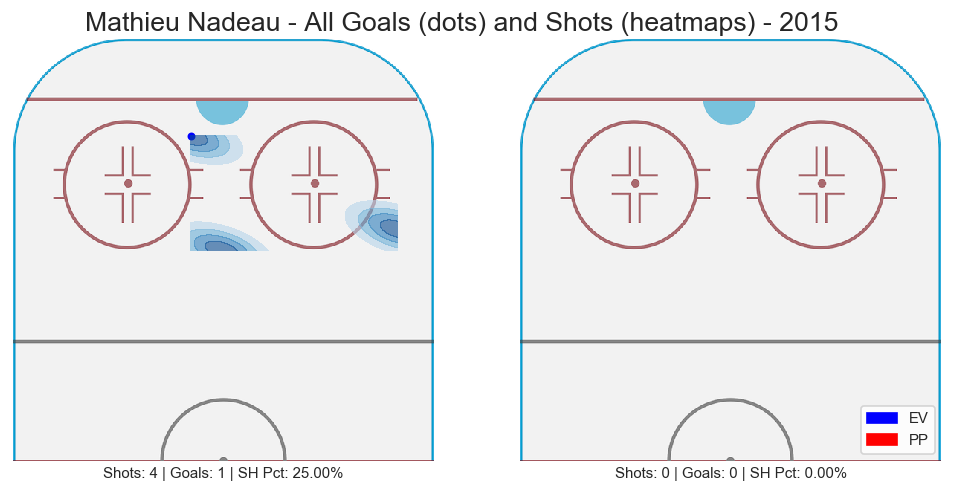 Mathieu Nadeau - All Goals (dots) and Shots (heatmaps) - 2015
EV
PP
Shots: 4 | Goals: 1 | SH Pct: 25.00%
Shots: 0 | Goals: 0 | SH Pct: 0.00%